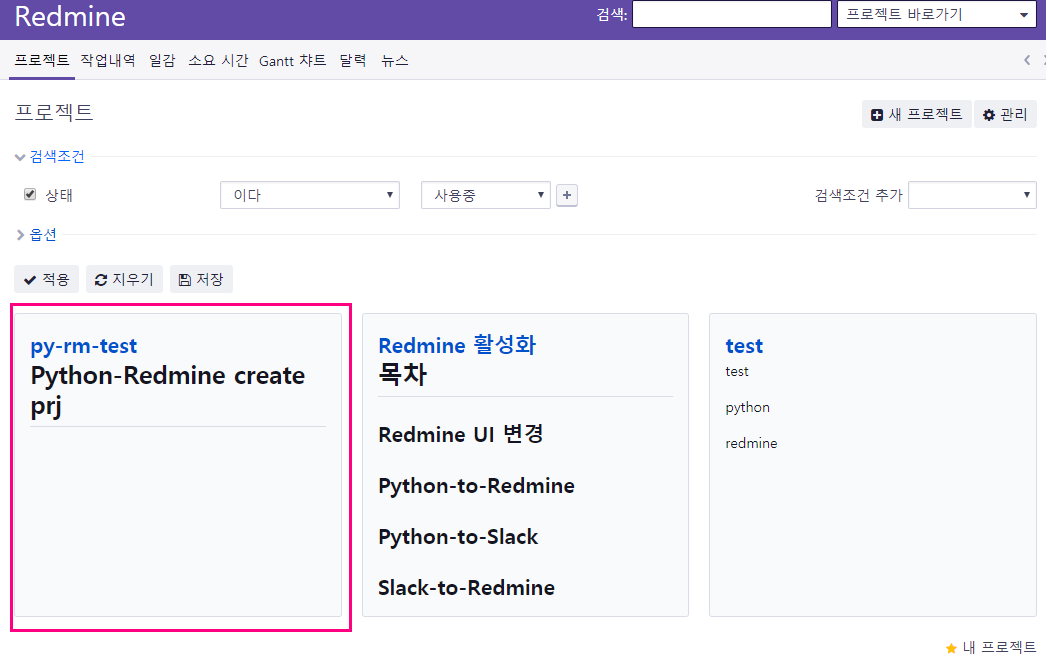 Redmine
검색:
프로젝트 바로가기
프로젝트 작업내역 일감 소요 시간 Gantt 챠트 달력 뉴스
프로젝트
새 프로젝트
관리
검색조건
상태
이다
사용중
검색조건 추가
옵션
적용
지우기
저장
py-rm-test
Python-Redmine create
prj
Redmine 활성화
목차
Redmine UI 변경
Python-to-Redmine
Python-to-Slack
Slack-to-Redmine
test
test
python
redmine
내 프로젝트